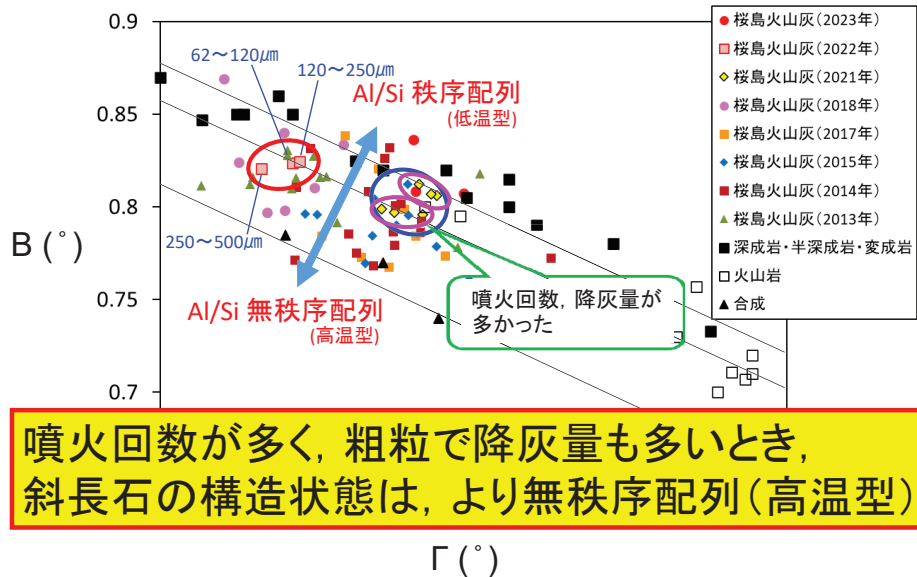 0.9
0.85
0.8
0.75
0.7
Β (°)
62～120㎛
120～250㎛
250～500㎛
Al/Si 秩序配列
(低温型)
Al/Si 無秩序配列
(高温型)
噴火回数，降灰量が
多かった
桜島火山灰(2023年)
桜島火山灰(2022年)
桜島火山灰(2021年)
桜島火山灰(2018年)
桜島火山灰(2017年)
桜島火山灰(2015年)
桜島火山灰(2014年)
桜島火山灰(2013年)
深成岩・半深成岩・変成岩
火山岩
合成
噴火回数が多く，粗粒で降灰量も多いとき，
斜長石の構造状態は，より無秩序配列(高温型)
Γ (°)